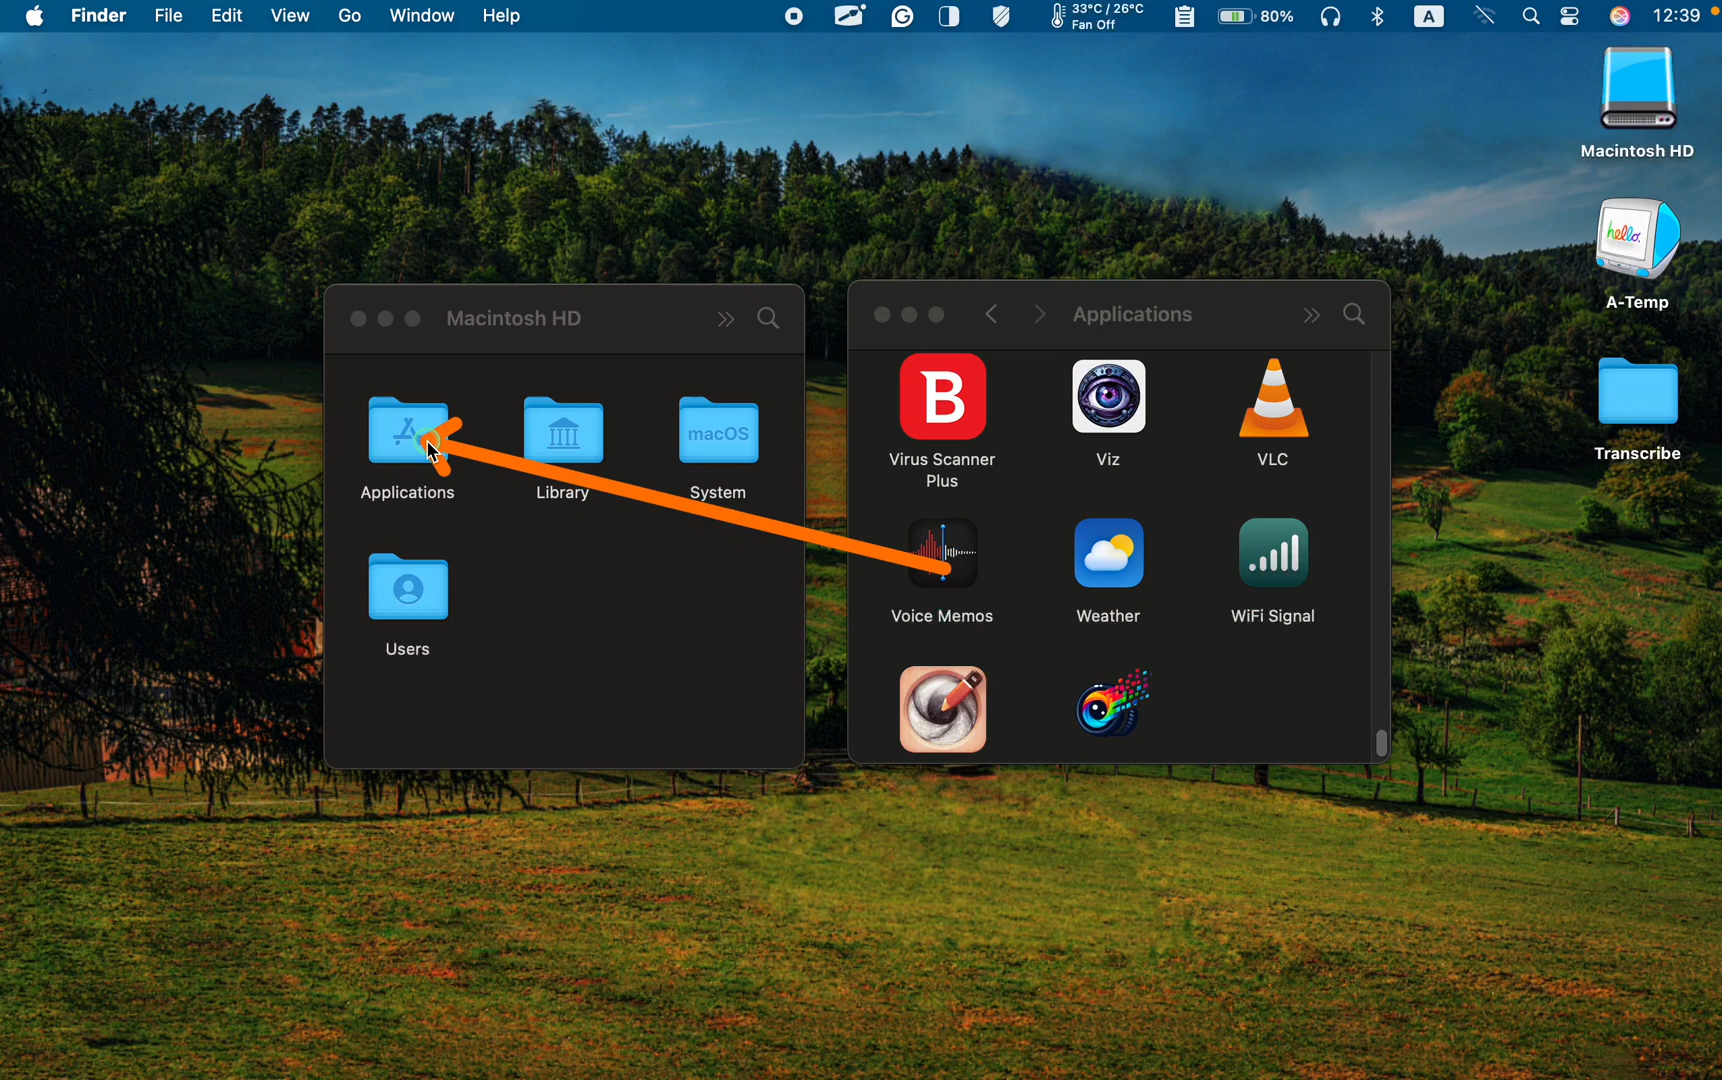 Finder File Edit View Go Window Help 33°C / 26°C 80% A 12:39
Fan Off
Macintosh HD
hello.
A-Temp
Transcribe
Macintosh HD
macOS
Applications Library System
Users
Applications
B
Virus Scanner
Plus
Viz
VLC
Voice Memos Weather WiFi Signal